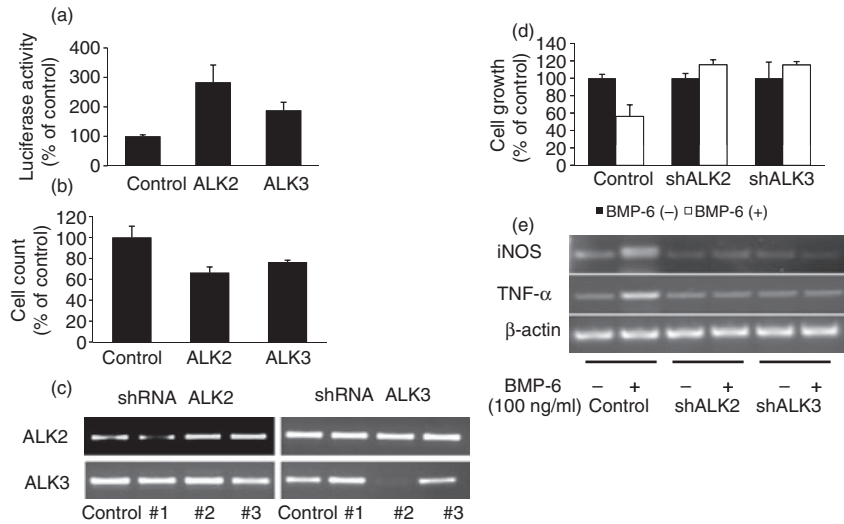 (a)
Luciferase activity
(% of control)
400
300
200
100
0
Control ALK2 ALK3
(b)
Cell count
(% of control)
120
100
80
60
40
20
0
Control ALK2 ALK3
(c)
shRNA ALK2
shRNA ALK3
ALK2
ALK3
Control #1 #2 #3
Control #1 #2 #3
(d)
Cell growth
(% of control)
140
120
100
80
60
40
20
0
Control shALK2 shALK3
BMP-6 (–) BMP-6 (+)
(e)
iNOS
TNF-α
β-actin
BMP-6 – + – + – +
(100 ng/ml) Control shALK2 shALK3